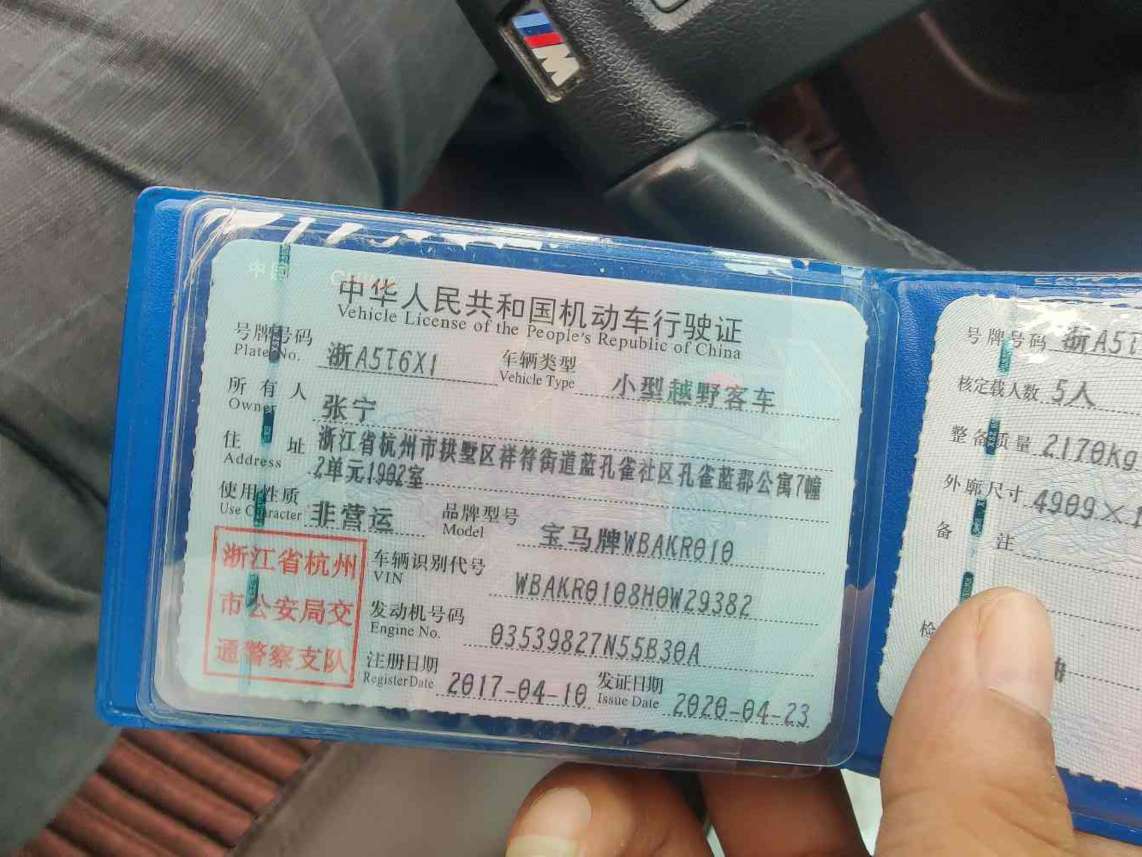 M
中国 CHINA
中华人民共和国机动车行驶证
Vehicle License of the People's Republic of China
号牌号码 浙A5T6X1 车辆类型 小型越野客车
Plate No. Vehicle Type
所有人 张宁
Owner
住址 浙江省杭州市拱墅区祥符街道蓝孔雀社区孔雀蓝郡公寓7幢
Address 2单元1902室
使用性质 非营运 品牌型号 宝马牌WBAKR010
Use Character Model
浙江省杭州
市公安局交
通警察支队
车辆识别代号 WBAKR0108H0W29382
VIN
发动机号码 03539827N55B30A
Engine No.
注册日期 2017-04-10 发证日期 2020-04-23
Register Date Issue Date
号牌号码 浙A5T
核定载人数 5人
整备质量 2170kg
外廓尺寸 4909×
备注
检